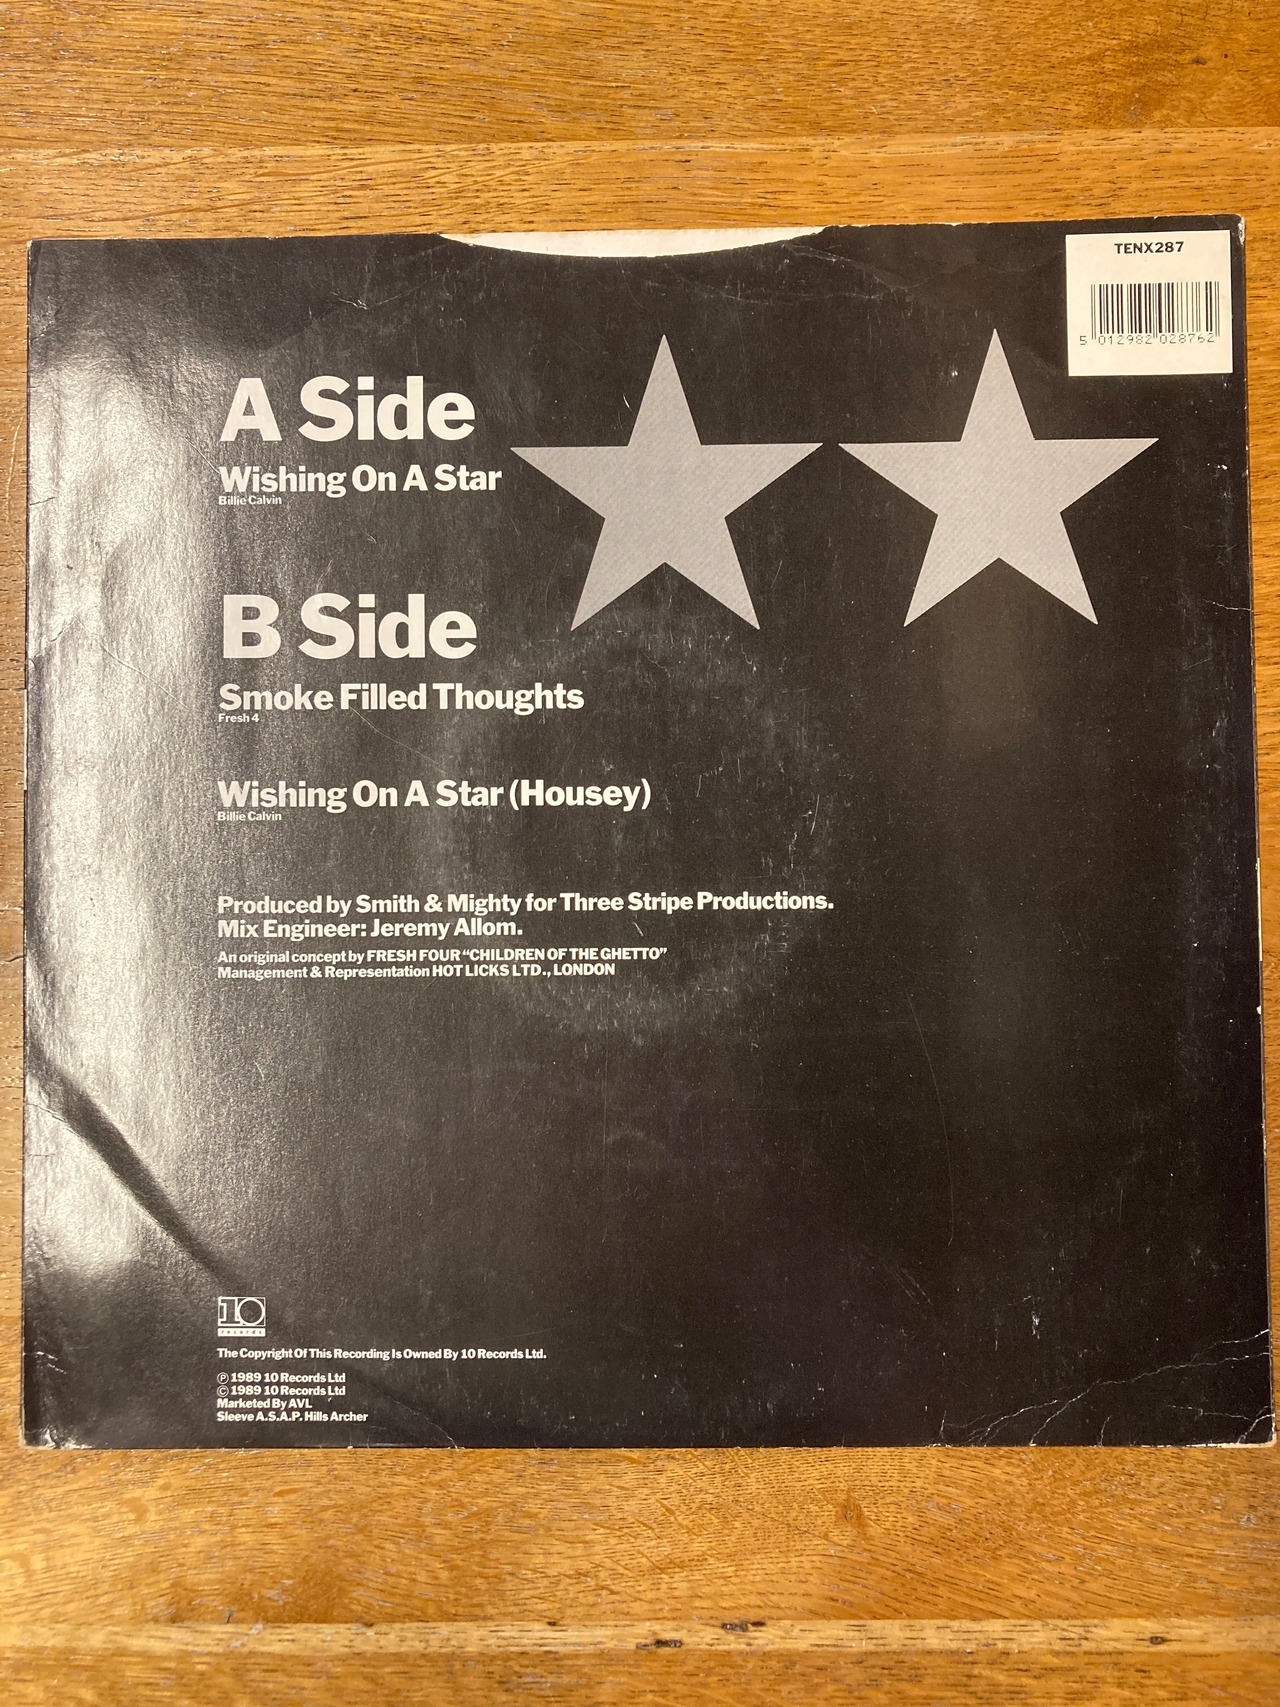 TENX287
5 012982 028762
A Side
Wishing On A Star
Billie Calvin
B Side
Smoke Filled Thoughts
Fresh 4
Wishing On A Star (Housey)
Billie Calvin
Produced by Smith & Mighty for Three Stripe Productions.
Mix Engineer: Jeremy Allom.
An original concept by FRESH FOUR “CHILDREN OF THE GHETTO”
Management & Representation HOT LICKS LTD., LONDON
10
records
The Copyright Of This Recording Is Owned By 10 Records Ltd.
℗ 1989 10 Records Ltd
© 1989 10 Records Ltd
Marketed By AVL
Sleeve A.S.A.P. Hills Archer